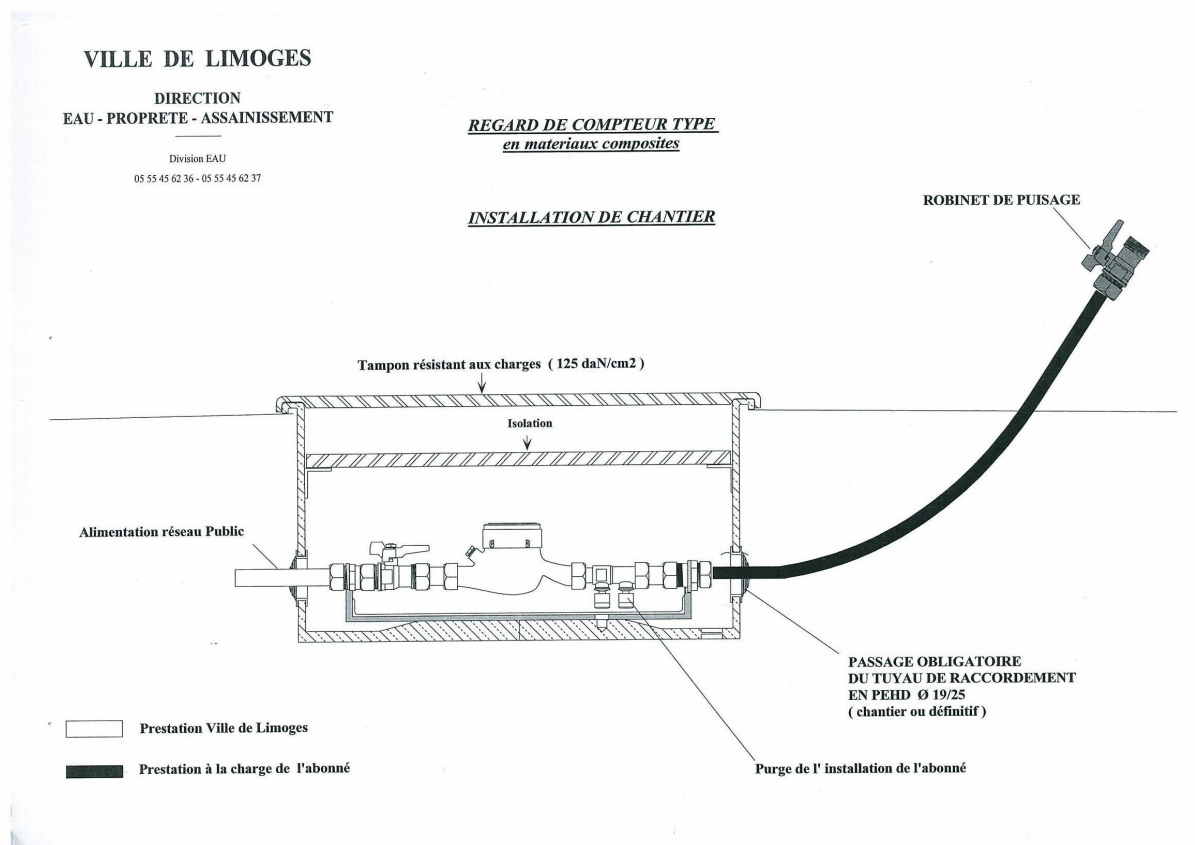 VILLE DE LIMOGES
DIRECTION
EAU - PROPRETE - ASSAINISSEMENT
Division EAU
05 55 45 62 36 - 05 55 45 62 37
REGARD DE COMPTEUR TYPE
en materiaux composites
INSTALLATION DE CHANTIER
ROBINET DE PUISAGE
Tampon résistant aux charges ( 125 daN/cm2 )
Isolation
Alimentation réseau Public
PASSAGE OBLIGATOIRE
DU TUYAU DE RACCORDEMENT
EN PEHD Ø 19/25
( chantier ou définitif )
Prestation Ville de Limoges
Prestation à la charge de l'abonné
Purge de l' installation de l'abonné